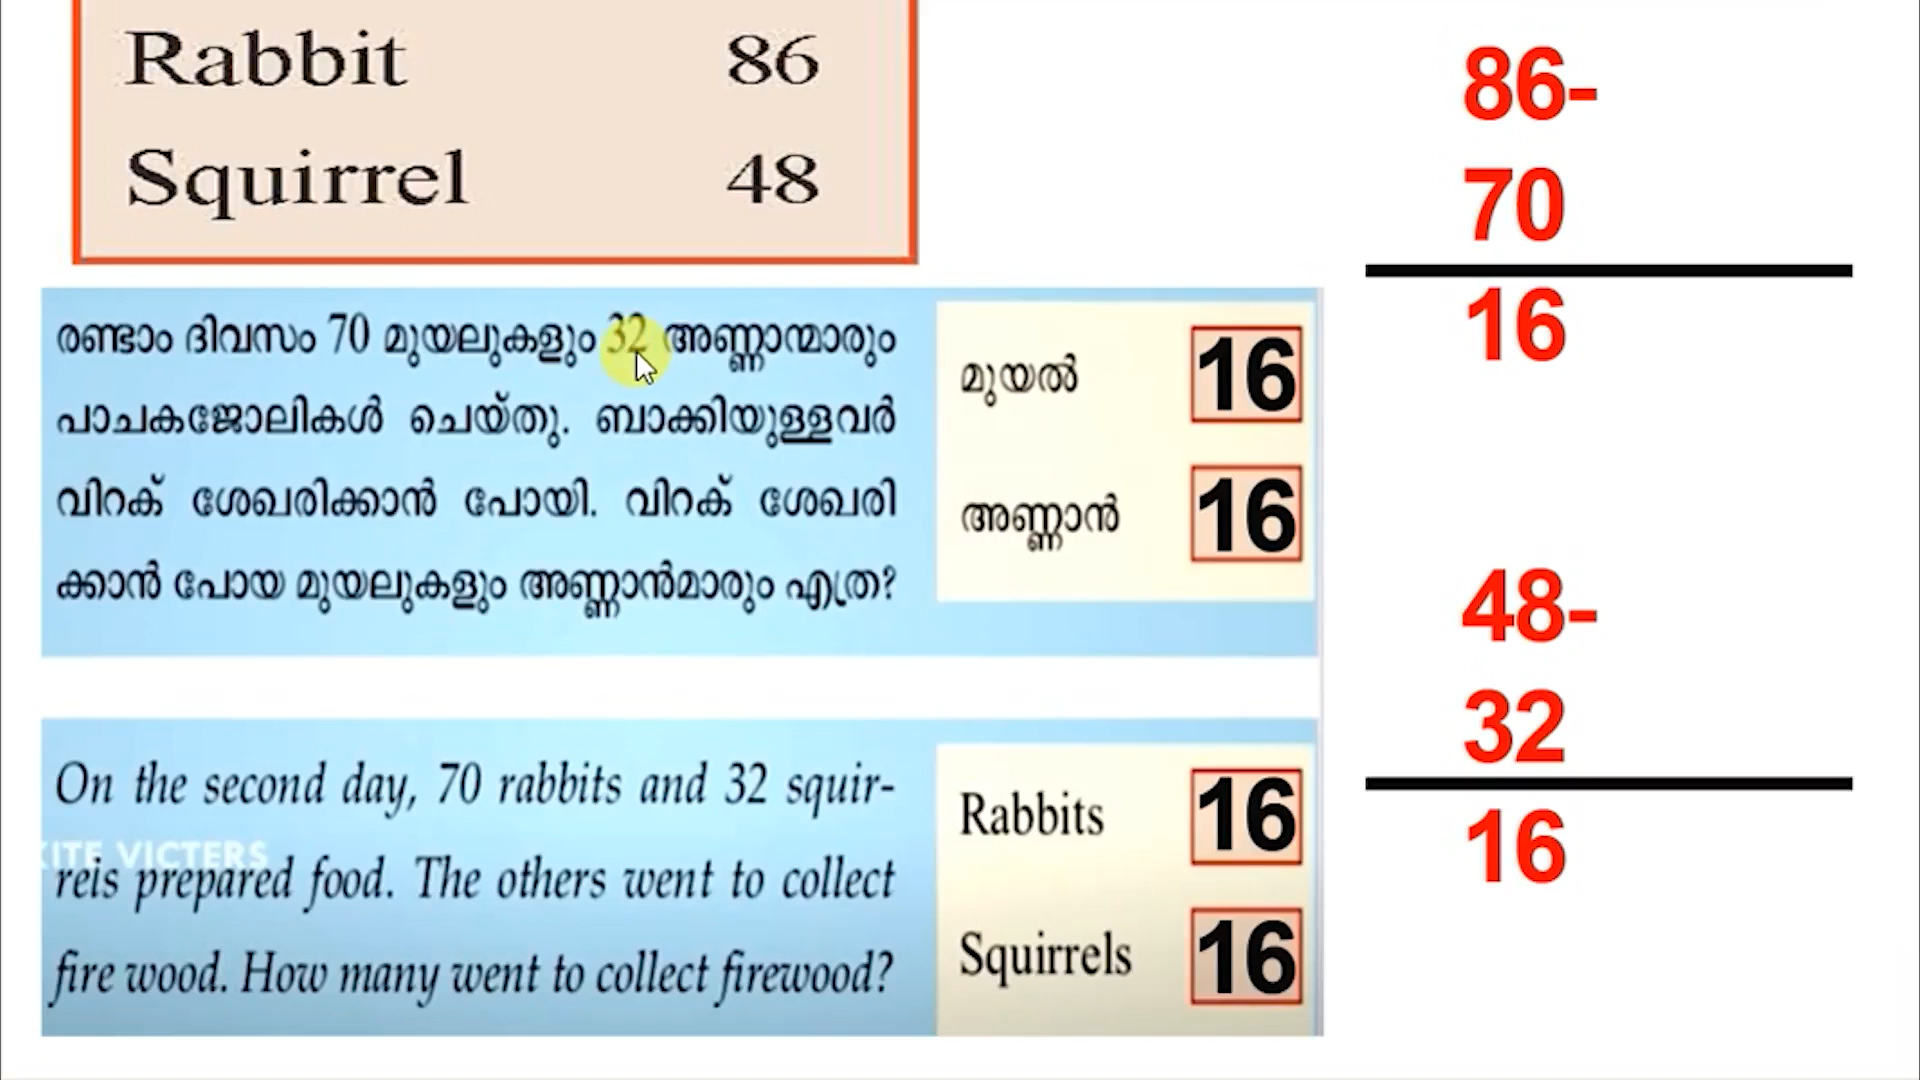 Rabbit 86
Squirrel 48
രണ്ടാം ദിവസം 70 മുയലുകളും 32 അണ്ണാന്മാരും
പാചകജോലികൾ ചെയ്തു. ബാക്കിയുള്ളവർ
വിറക് ശേഖരിക്കാൻ പോയി. വിറക് ശേഖരി
ക്കാൻ പോയ മുയലുകളും അണ്ണാൻമാരും എത്ര?
മുയൽ 16
അണ്ണാൻ 16
On the second day, 70 rabbits and 32 squir-
KITE VICTERS
rels prepared food. The others went to collect
fire wood. How many went to collect firewood?
Rabbits 16
Squirrels 16
86-
70
16
48-
32
16